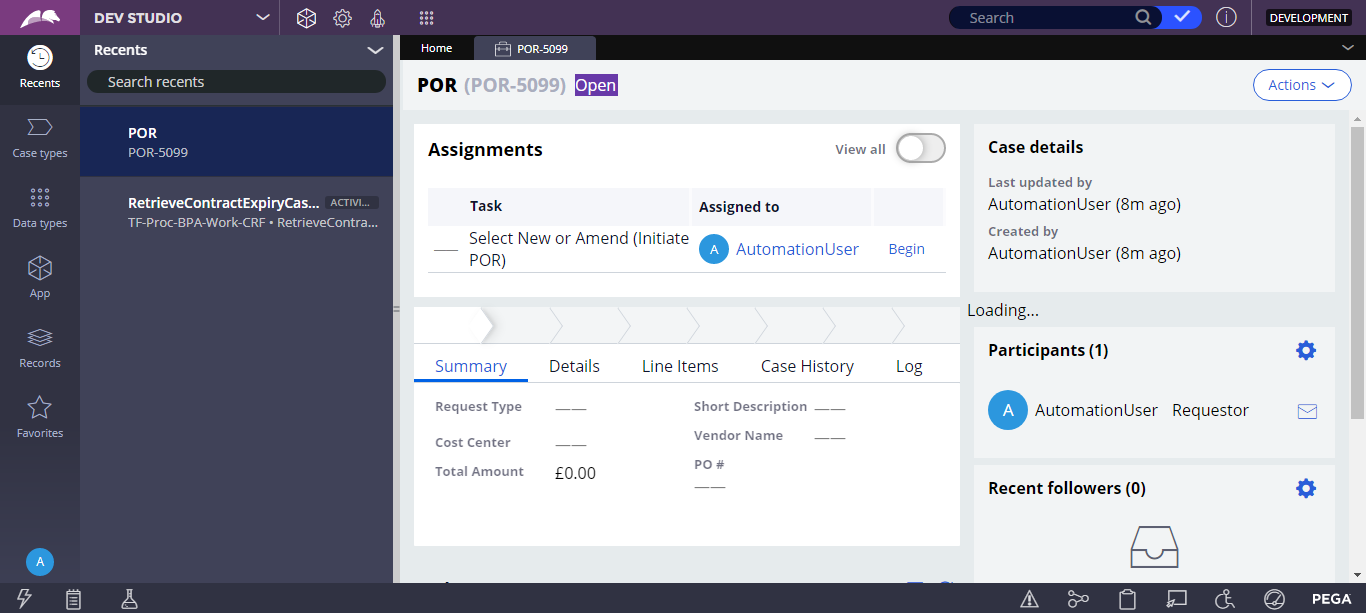 DEV STUDIO
Search
DEVELOPMENT
Recents
Search recents
POR
POR-5099
RetrieveContractExpiryCas... ACTIVI...
TF-Proc-BPA-Work-CRF • RetrieveContra...
Recents
Case types
Data types
App
Records
Favorites
A
Home
POR-5099
POR (POR-5099) Open
Actions
Assignments
View all
Task
Assigned to
Select New or Amend (Initiate
POR)
A AutomationUser
Begin
Summary
Details
Line Items
Case History
Log
Request Type
Short Description
Vendor Name
Cost Center
PO #
Total Amount
£0.00
Case details
Last updated by
AutomationUser (8m ago)
Created by
AutomationUser (8m ago)
Loading...
Participants (1)
A AutomationUser Requestor
Recent followers (0)
PEGA